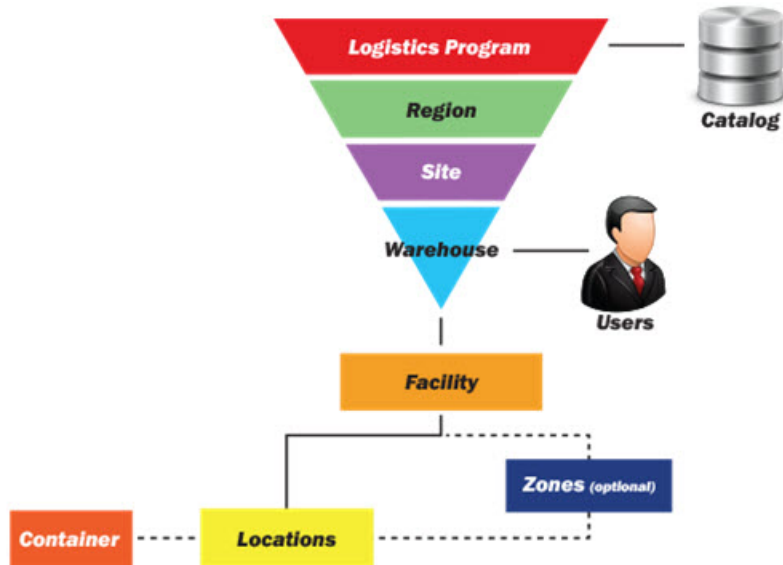 Logistics Program
Catalog
Region
Site
Warehouse
Users
Facility
Zones (optional)
Container
Locations